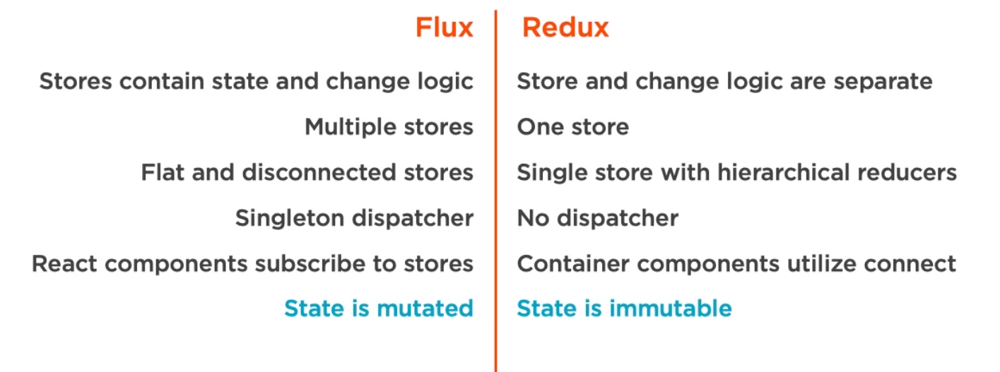 Flux
Redux
Stores contain state and change logic
Store and change logic are separate
Multiple stores
One store
Flat and disconnected stores
Single store with hierarchical reducers
Singleton dispatcher
No dispatcher
React components subscribe to stores
Container components utilize connect
State is mutated
State is immutable